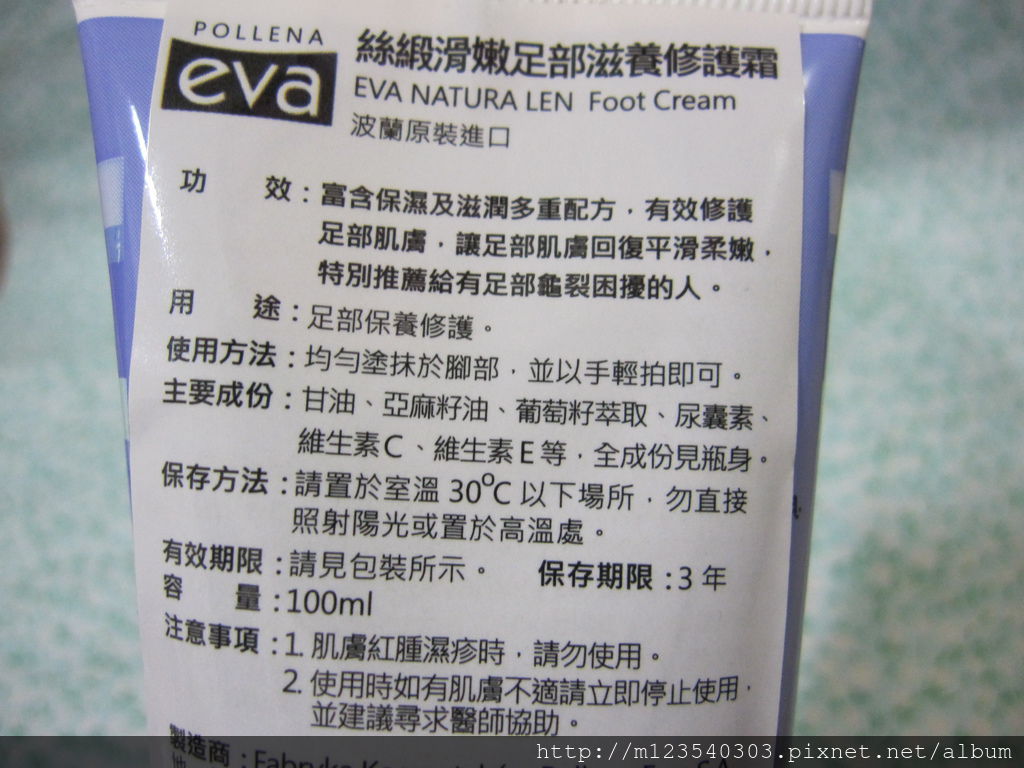 POLLENA
eva
絲緞滑嫩足部滋養修護霜
EVA NATURA LEN Foot Cream
波蘭原裝進口
功 效：富含保濕及滋潤多重配方，有效修護
足部肌膚，讓足部肌膚回復平滑柔嫩，
特別推薦給有足部龜裂困擾的人。
用 途：足部保養修護。
使用方法：均勻塗抹於腳部，並以手輕拍即可。
主要成份：甘油、亞麻籽油、葡萄籽萃取、尿囊素、
維生素C、維生素E等，全成份見瓶身。
保存方法：請置於室溫30°C以下場所，勿直接
照射陽光或置於高溫處。
有效期限：請見包裝所示。 保存期限：3年
容 量：100ml
注意事項：1. 肌膚紅腫濕疹時，請勿使用。
2. 使用時如有肌膚不適請立即停止使用，
並建議尋求醫師協助。
製造商：Fabryka
http://m123540303.pixnet.net/album